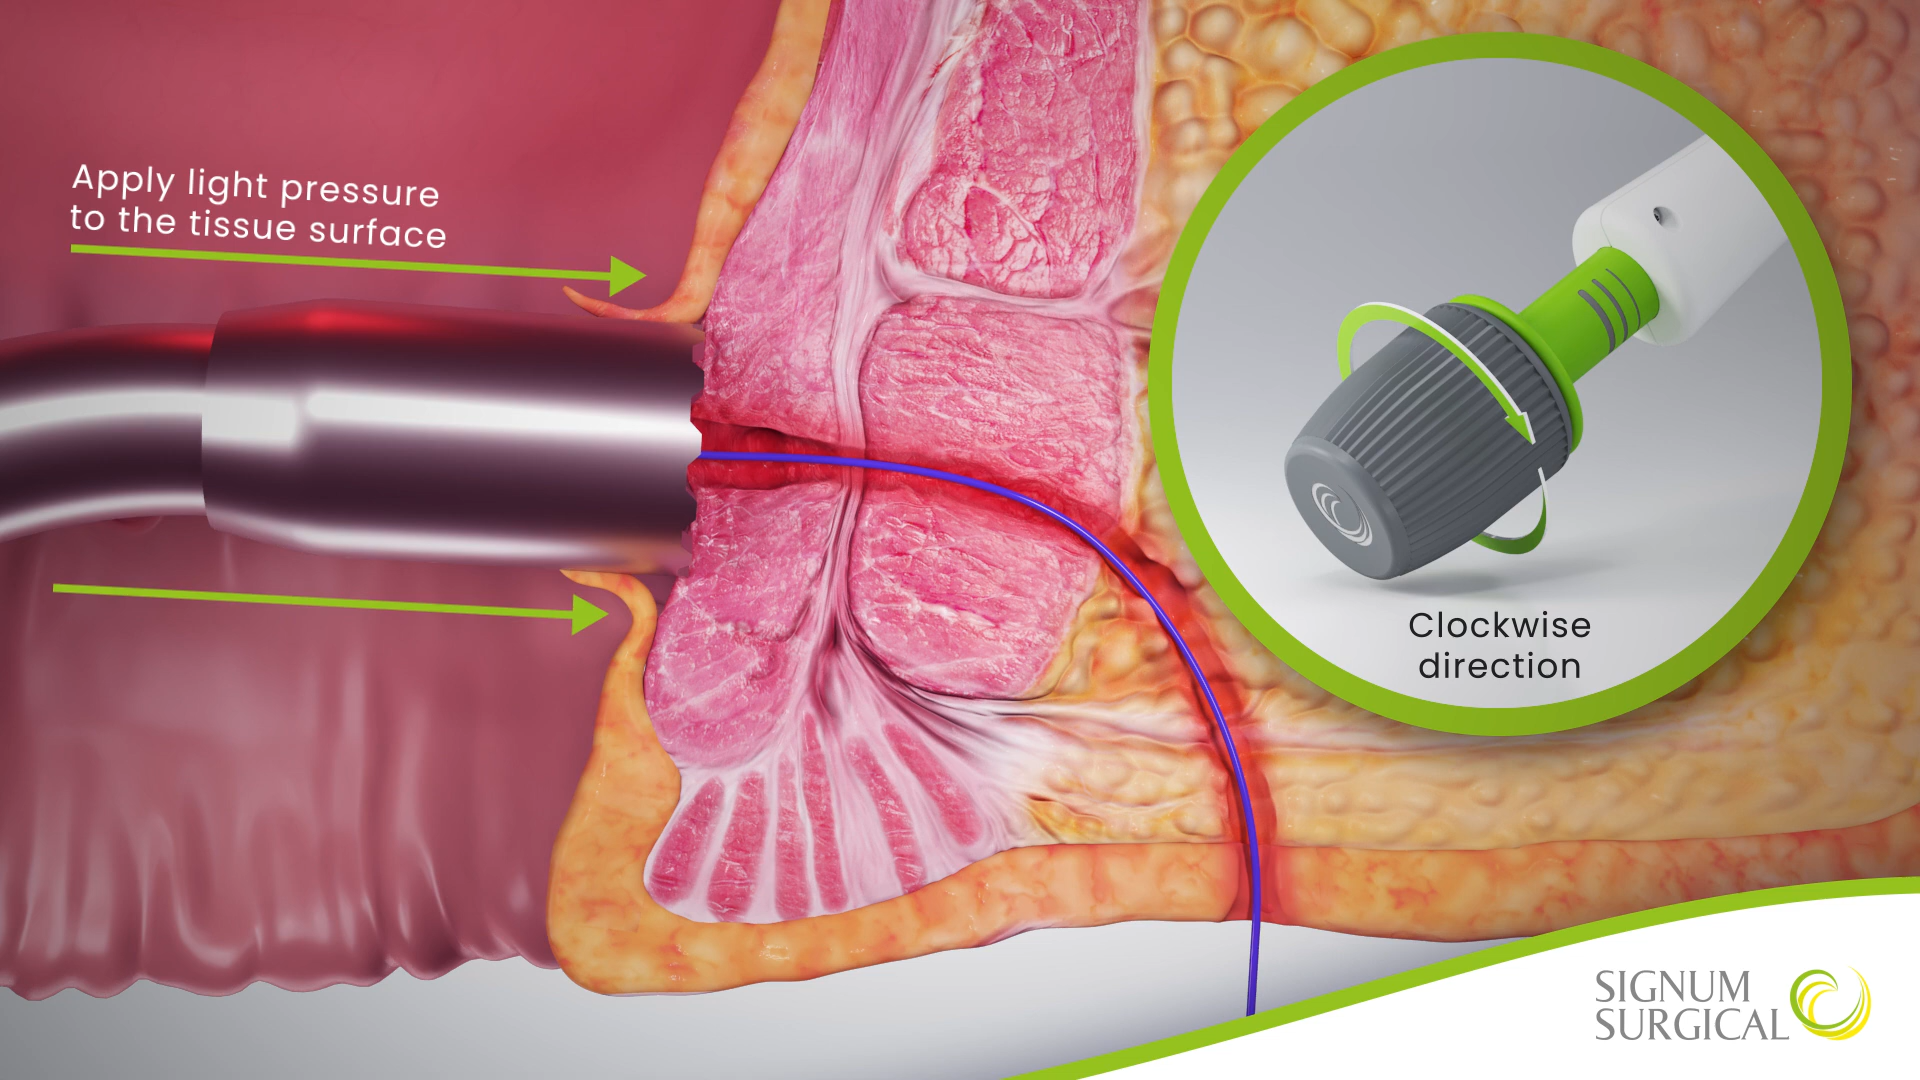 Apply light pressure
to the tissue surface
Clockwise
direction
SIGNUM
SURGICAL